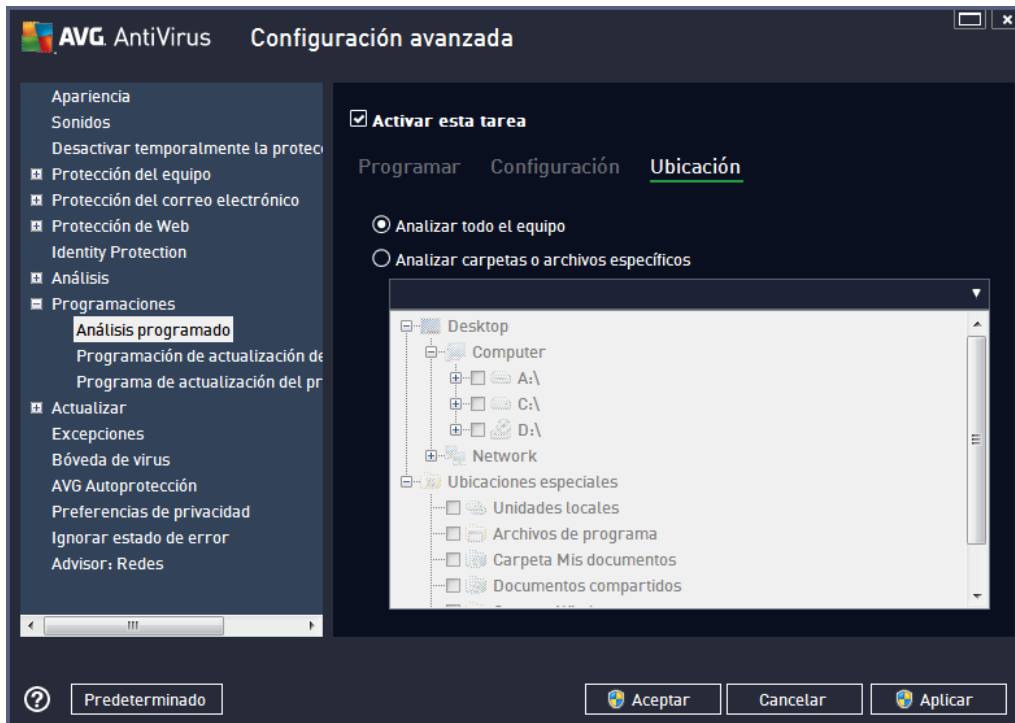 AVG AntiVirus Configuración avanzada
Apariencia
Sonidos
Desactivar temporalmente la protec
Protección del equipo
Protección del correo electrónico
Protección de Web
Identity Protection
Análisis
Programaciones
Análisis programado
Programación de actualización de
Programa de actualización del pr
Actualizar
Excepciones
Bóveda de virus
AVG Autoprotección
Preferencias de privacidad
Ignorar estado de error
Advisor: Redes
Activar esta tarea
Programar Configuración Ubicación
Analizar todo el equipo
Analizar carpetas o archivos específicos
Desktop
Computer
A:\
C:\
D:\
Network
Ubicaciones especiales
Unidades locales
Archivos de programa
Carpeta Mis documentos
Documentos compartidos
Predeterminado
Aceptar
Cancelar
Aplicar